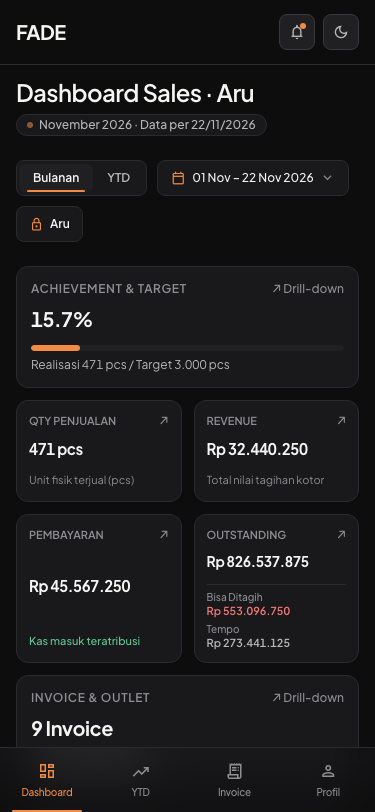 FADE
Dashboard Sales · Aru
November 2026 · Data per 22/11/2026
Bulanan
YTD
01 Nov – 22 Nov 2026
Aru
ACHIEVEMENT & TARGET
Drill-down
15.7%
Realisasi 471 pcs / Target 3.000 pcs
QTY PENJUALAN
471 pcs
Unit fisik terjual (pcs)
REVENUE
Rp 32.440.250
Total nilai tagihan kotor
PEMBAYARAN
Rp 45.567.250
Kas masuk teratribusi
OUTSTANDING
Rp 826.537.875
Bisa Ditagih
Rp 553.096.750
Tempo
Rp 273.441.125
INVOICE & OUTLET
Drill-down
9 Invoice
Dashboard
YTD
Invoice
Profil